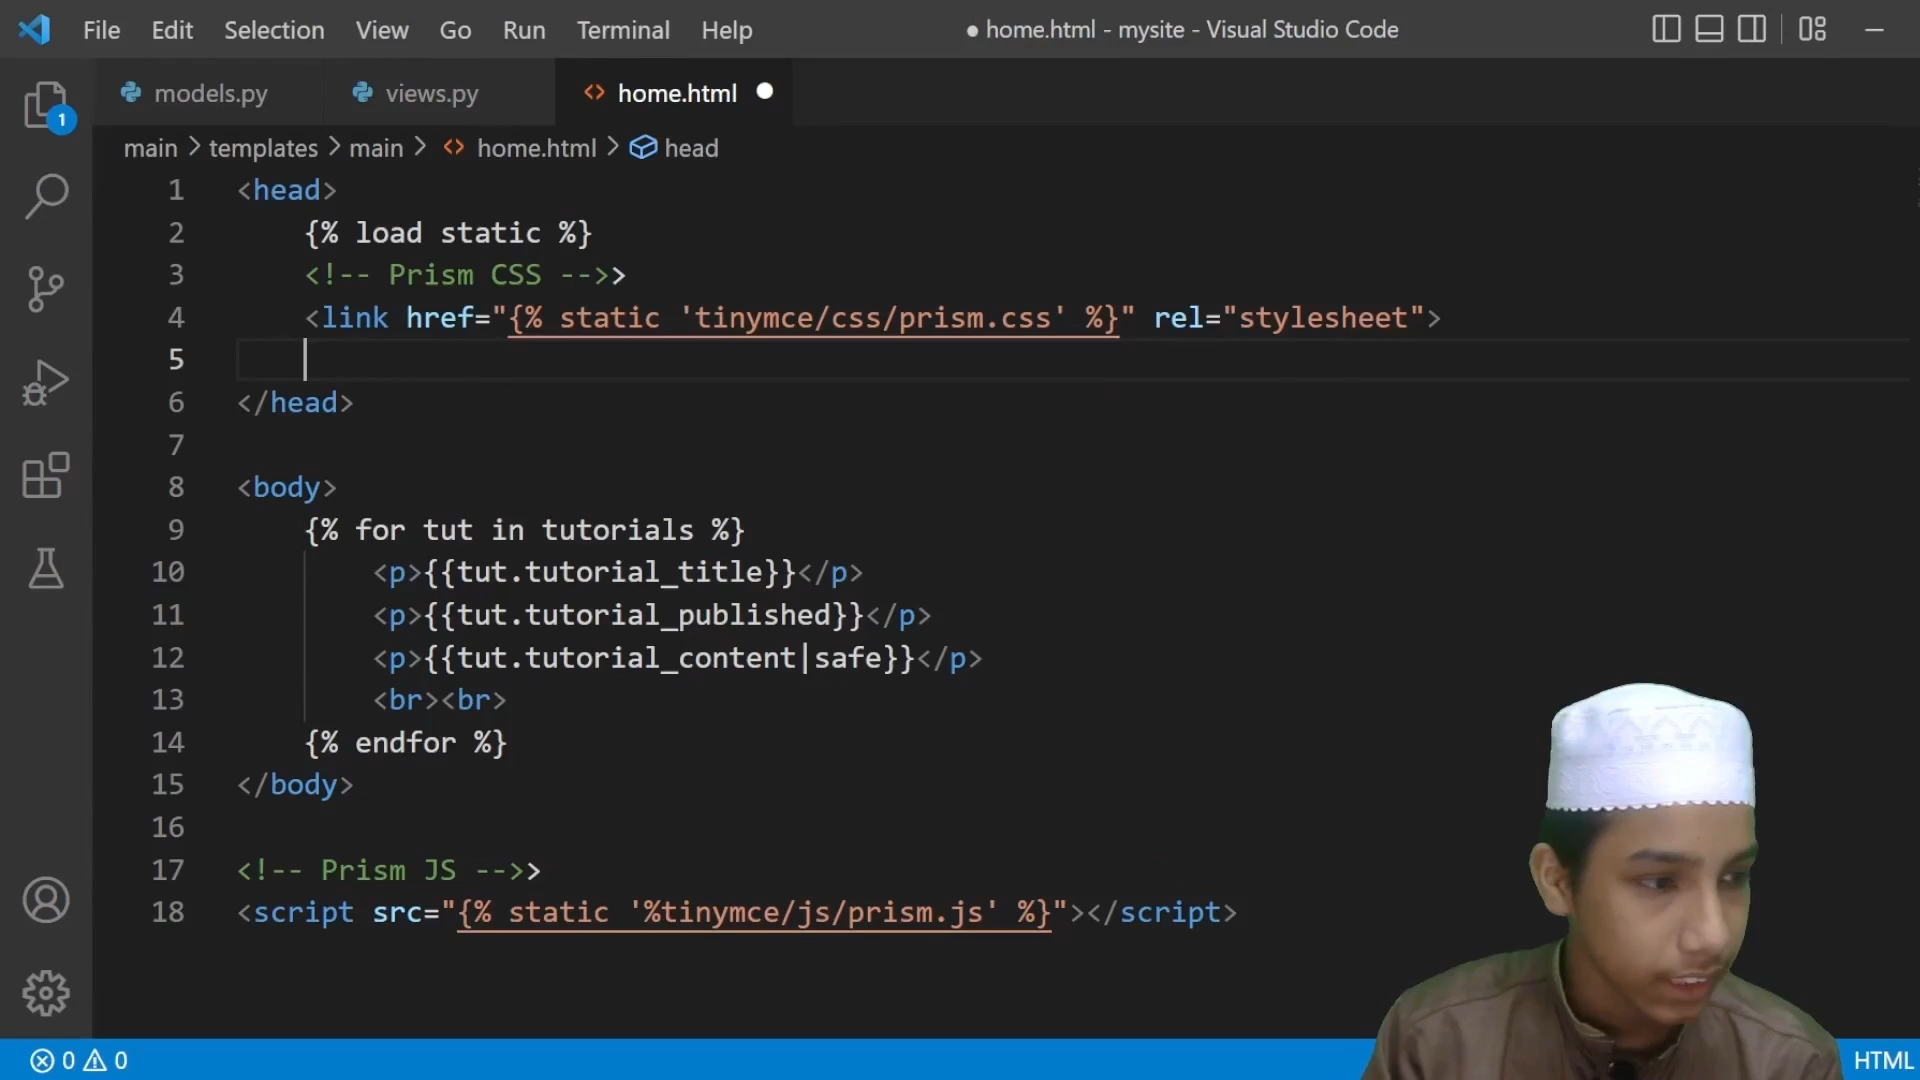 File Edit Selection View Go Run Terminal Help ● home.html - mysite - Visual Studio Code
models.py views.py home.html
1
main > templates > main > home.html > head
1 <head>
2 {% load static %}
3 <!-- Prism CSS -->>
4 <link href="{% static 'tinymce/css/prism.css' %}" rel="stylesheet">
5
6 </head>
7
8 <body>
9 {% for tut in tutorials %}
10 <p>{{tut.tutorial_title}}</p>
11 <p>{{tut.tutorial_published}}</p>
12 <p>{{tut.tutorial_content|safe}}</p>
13 <br><br>
14 {% endfor %}
15 </body>
16
17 <!-- Prism JS -->>
18 <script src="{% static '%tinymce/js/prism.js' %}"></script>
0 0 HTML